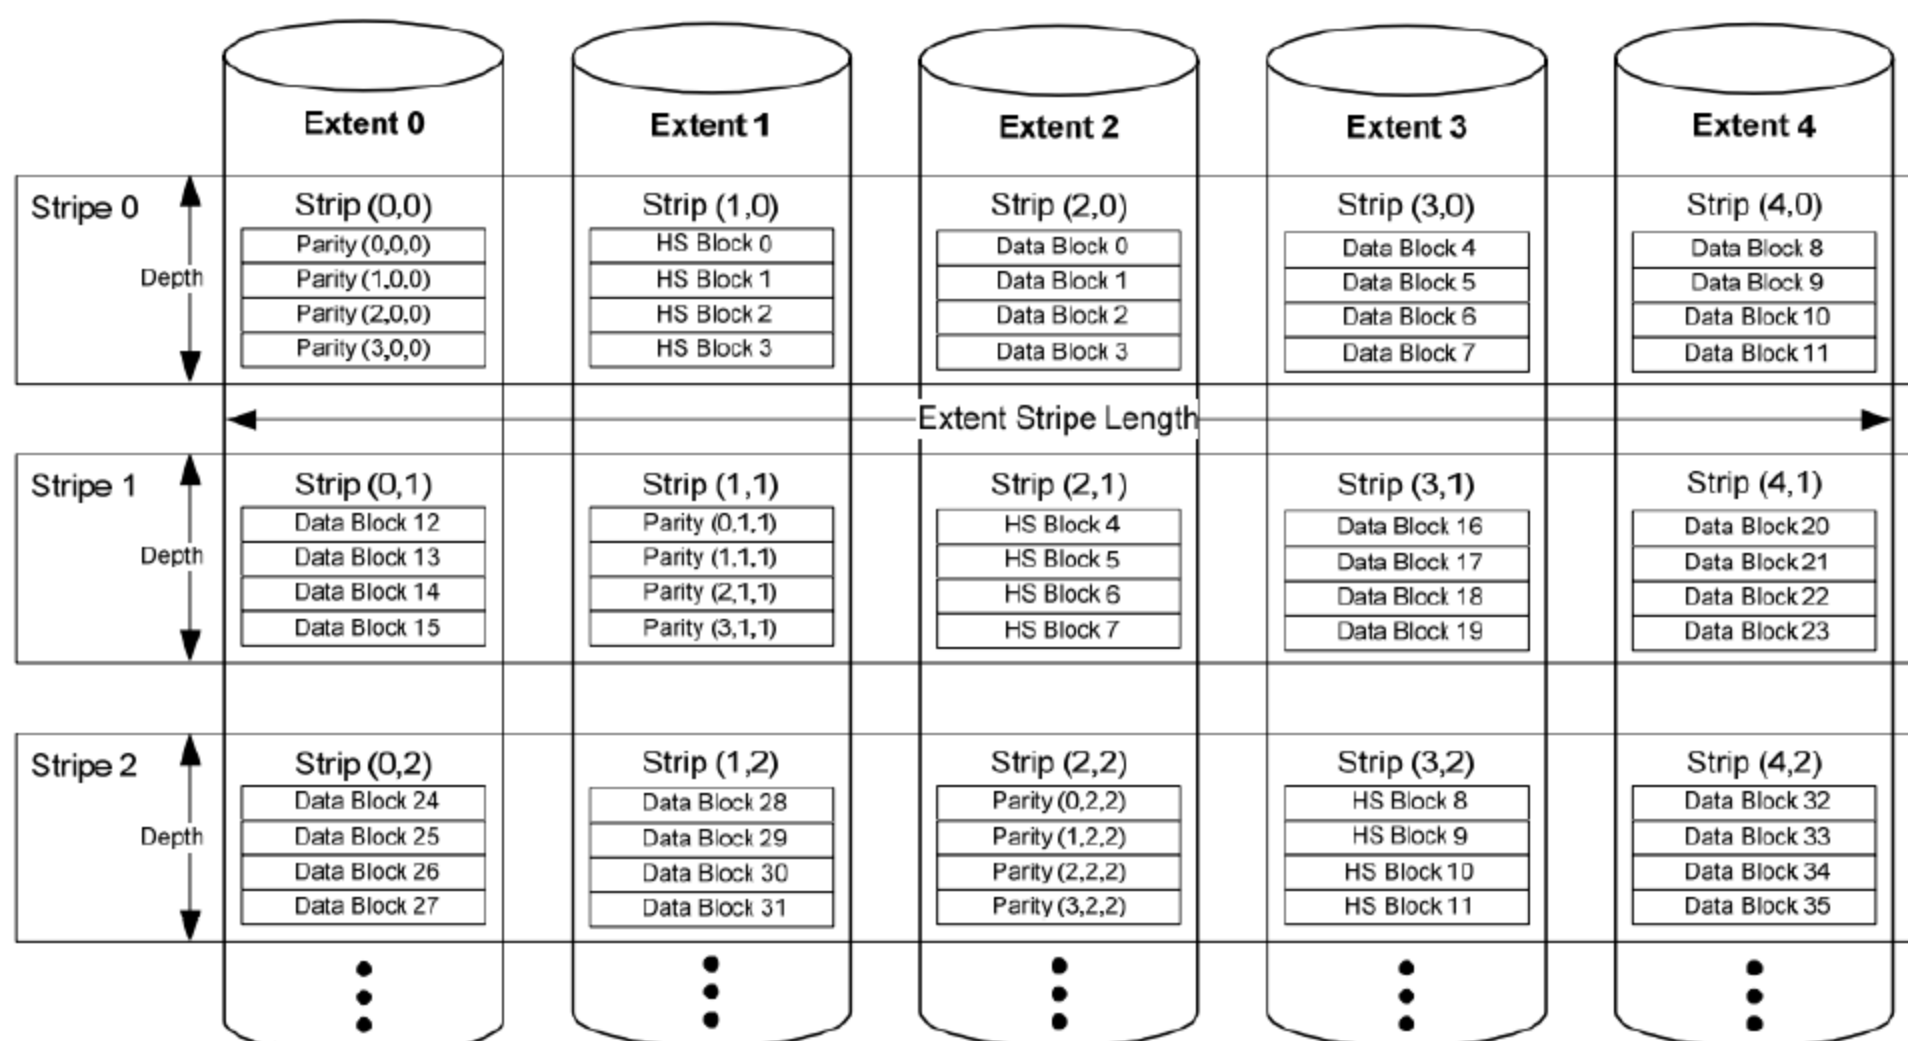 Extent 0 Extent 1 Extent 2 Extent 3 Extent 4
Stripe 0 Strip (0,0) Strip (1,0) Strip (2,0) Strip (3,0) Strip (4,0)
Parity (0,0,0) HS Block 0 Data Block 0 Data Block 4 Data Block 8
Depth Parity (1,0,0) HS Block 1 Data Block 1 Data Block 5 Data Block 9
Parity (2,0,0) HS Block 2 Data Block 2 Data Block 6 Data Block 10
Parity (3,0,0) HS Block 3 Data Block 3 Data Block 7 Data Block 11
Extent Stripe Length
Stripe 1 Strip (0,1) Strip (1,1) Strip (2,1) Strip (3,1) Strip (4,1)
Data Block 12 Parity (0,1,1) HS Block 4 Data Block 16 Data Block 20
Depth Data Block 13 Parity (1,1,1) HS Block 5 Data Block 17 Data Block 21
Data Block 14 Parity (2,1,1) HS Block 6 Data Block 18 Data Block 22
Data Block 15 Parity (3,1,1) HS Block 7 Data Block 19 Data Block 23
Stripe 2 Strip (0,2) Strip (1,2) Strip (2,2) Strip (3,2) Strip (4,2)
Data Block 24 Data Block 28 Parity (0,2,2) HS Block 8 Data Block 32
Depth Data Block 25 Data Block 29 Parity (1,2,2) HS Block 9 Data Block 33
Data Block 26 Data Block 30 Parity (2,2,2) HS Block 10 Data Block 34
Data Block 27 Data Block 31 Parity (3,2,2) HS Block 11 Data Block 35